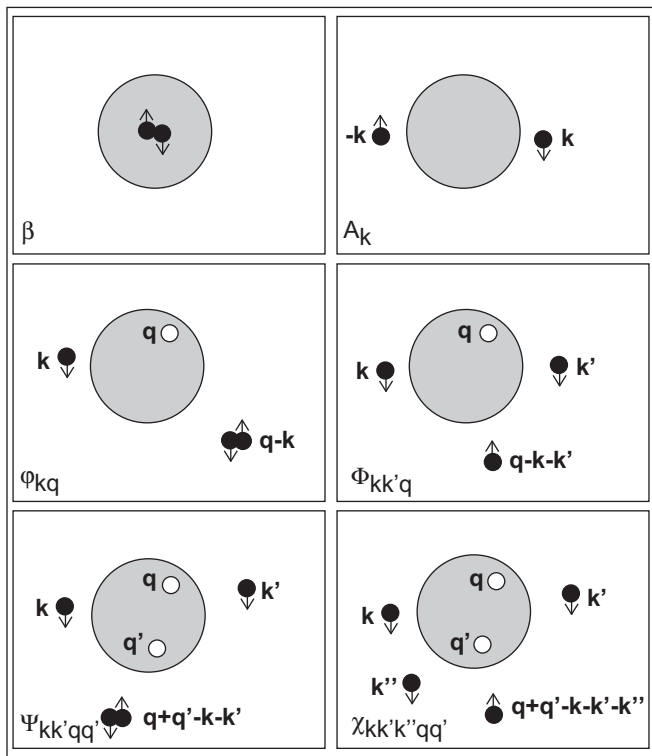 β
-k
k
A_k
k
q
q-k
φ_kq
k
q
k'
q-k-k'
Φ_kk'q
k
q
q'
k'
q+q'-k-k'
Ψ_kk'qq'
k
q
q'
k'
k''
q+q'-k-k'-k''
χ_kk'k''qq'